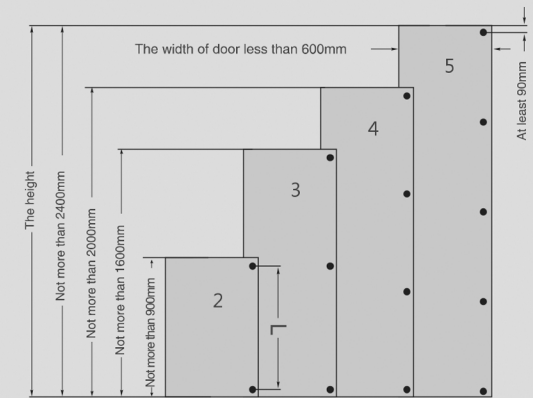 The width of door less than 600mm
5
At least 90mm
4
3
2
L
The height
Not more than 2400mm
Not more than 2000mm
Not more than 1600mm
Not more than 900mm